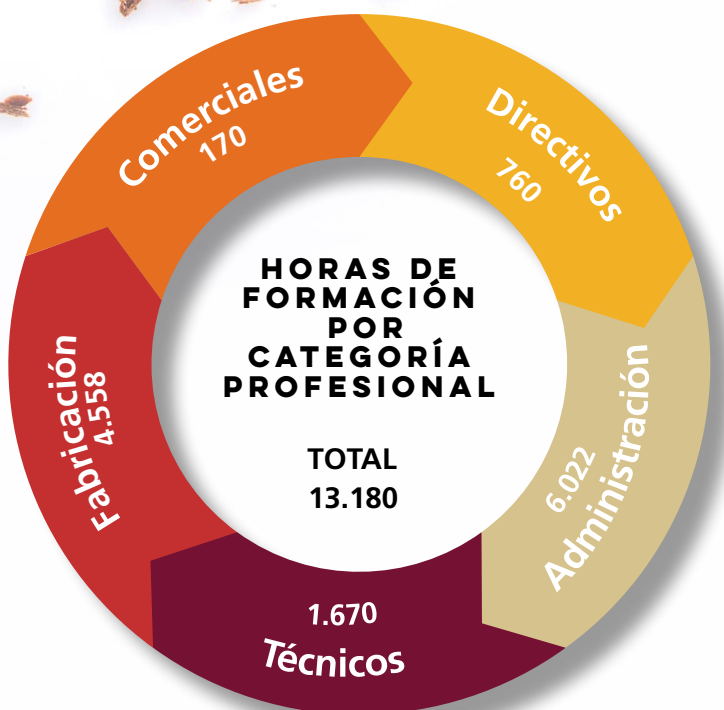 Comerciales
170
Directivos
760
HORAS DE
FORMACIÓN
POR
CATEGORÍA
PROFESIONAL
TOTAL
13.180
Fabricación
4.558
6.022
Administración
1.670
Técnicos